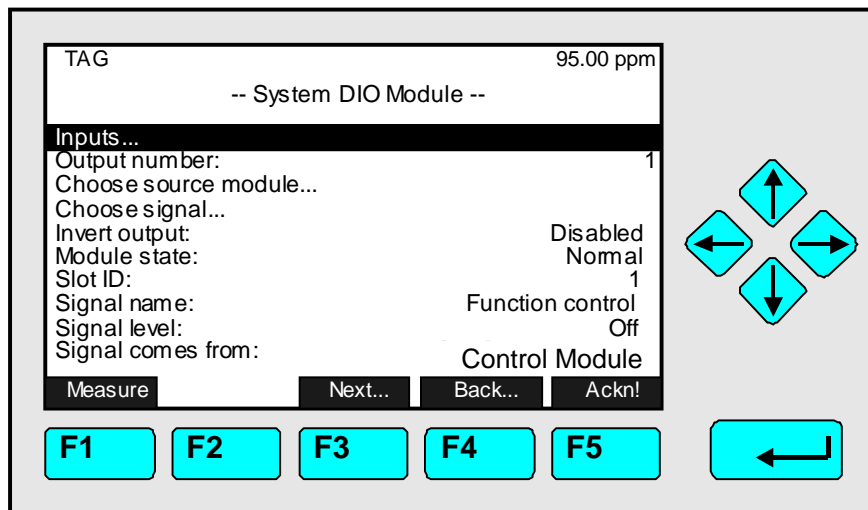 TAG 95.00 ppm
-- System DIO Module --
Inputs...
Output number: 1
Choose source module...
Choose signal...
Invert output: Disabled
Module state: Normal
Slot ID: 1
Signal name: Function control
Signal level: Off
Signal comes from: Control Module
Measure Next... Back... Ackn!
F1 F2 F3 F4 F5